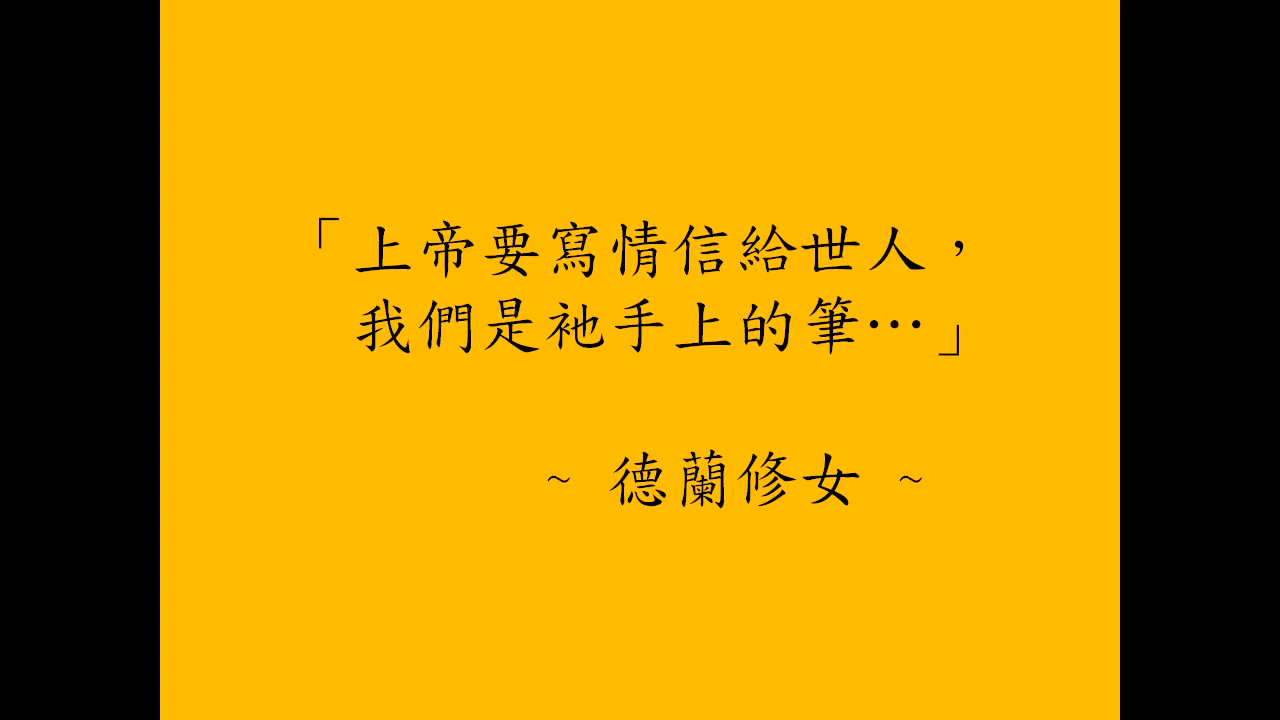 「上帝要寫情信給世人，
我們是衪手上的筆…」
~ 德蘭修女 ~